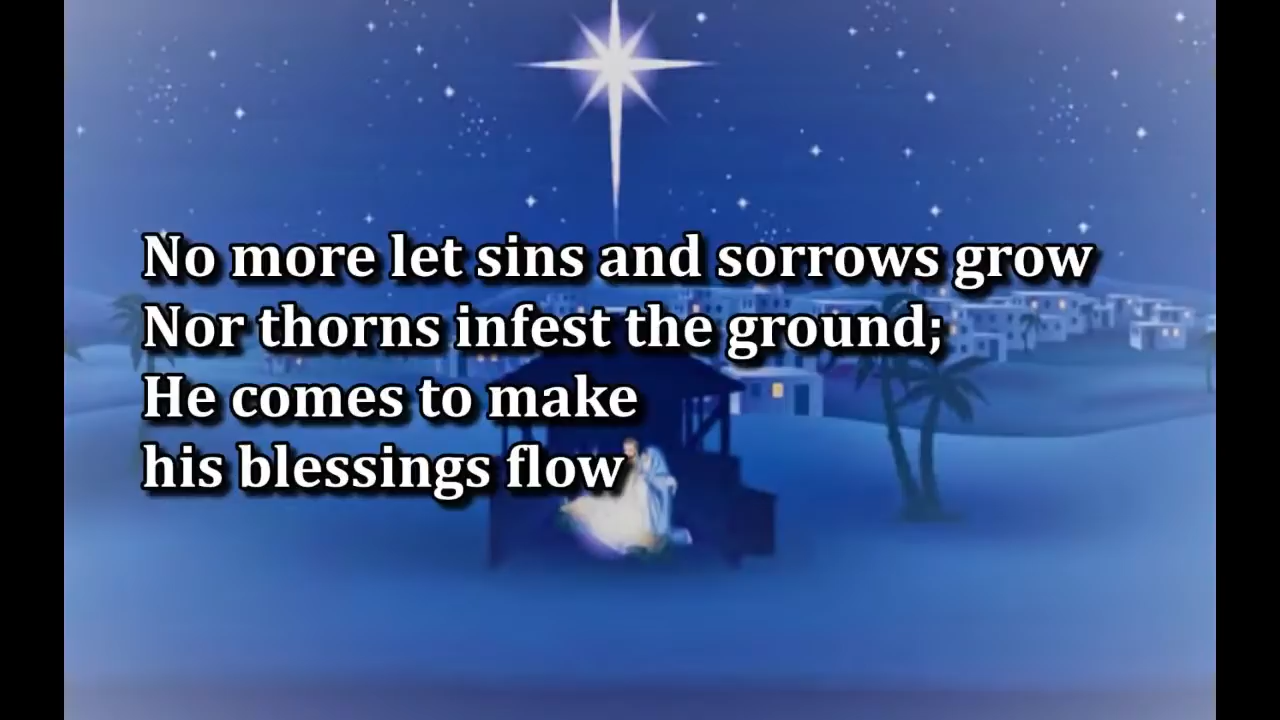 No more let sins and sorrows grow
Nor thorns infest the ground;
He comes to make
his blessings flow